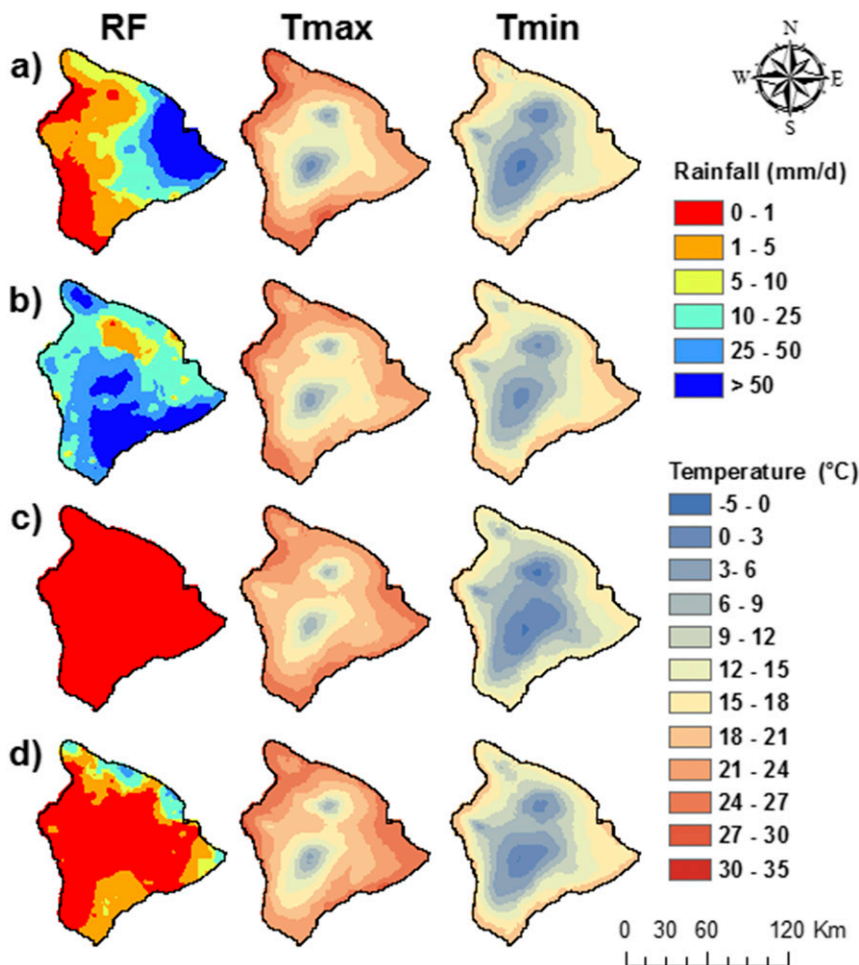 RF Tmax Tmin
a)
b)
c)
d)
N
W E
S
Rainfall (mm/d)
0 - 1
1 - 5
5 - 10
10 - 25
25 - 50
> 50
Temperature (°C)
-5 - 0
0 - 3
3- 6
6 - 9
9 - 12
12 - 15
15 - 18
18 - 21
21 - 24
24 - 27
27 - 30
30 - 35
0 30 60 120 Km